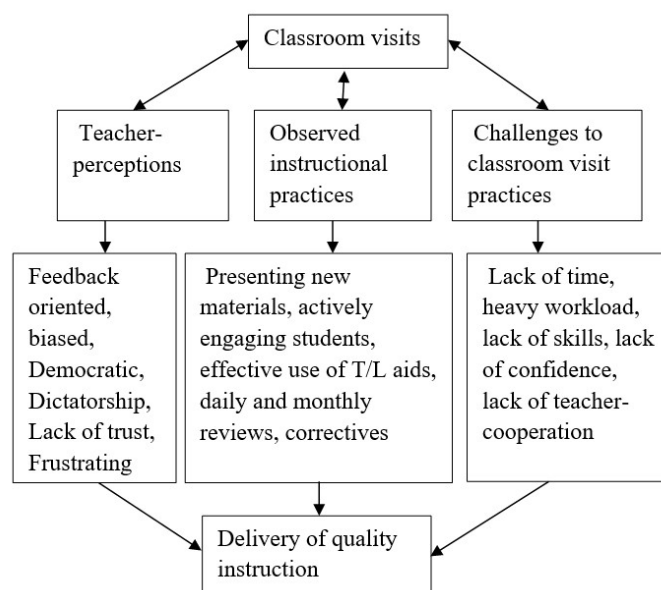 Classroom visits
Teacher-
perceptions
Observed
instructional
practices
Challenges to
classroom visit
practices
Feedback
oriented,
biased,
Democratic,
Dictatorship,
Lack of trust,
Frustrating
Presenting new
materials, actively
engaging students,
effective use of T/L aids,
daily and monthly
reviews, correctives
Lack of time,
heavy workload,
lack of skills, lack
of confidence,
lack of teacher-
cooperation
Delivery of quality
instruction